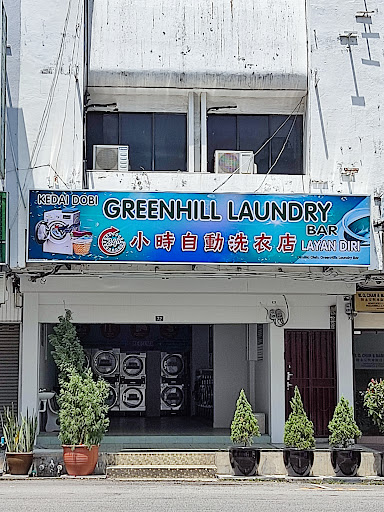 KEDAI DOBI
GREENHILL LAUNDRY
BAR
小時自動洗衣店
LAYAN DIRI